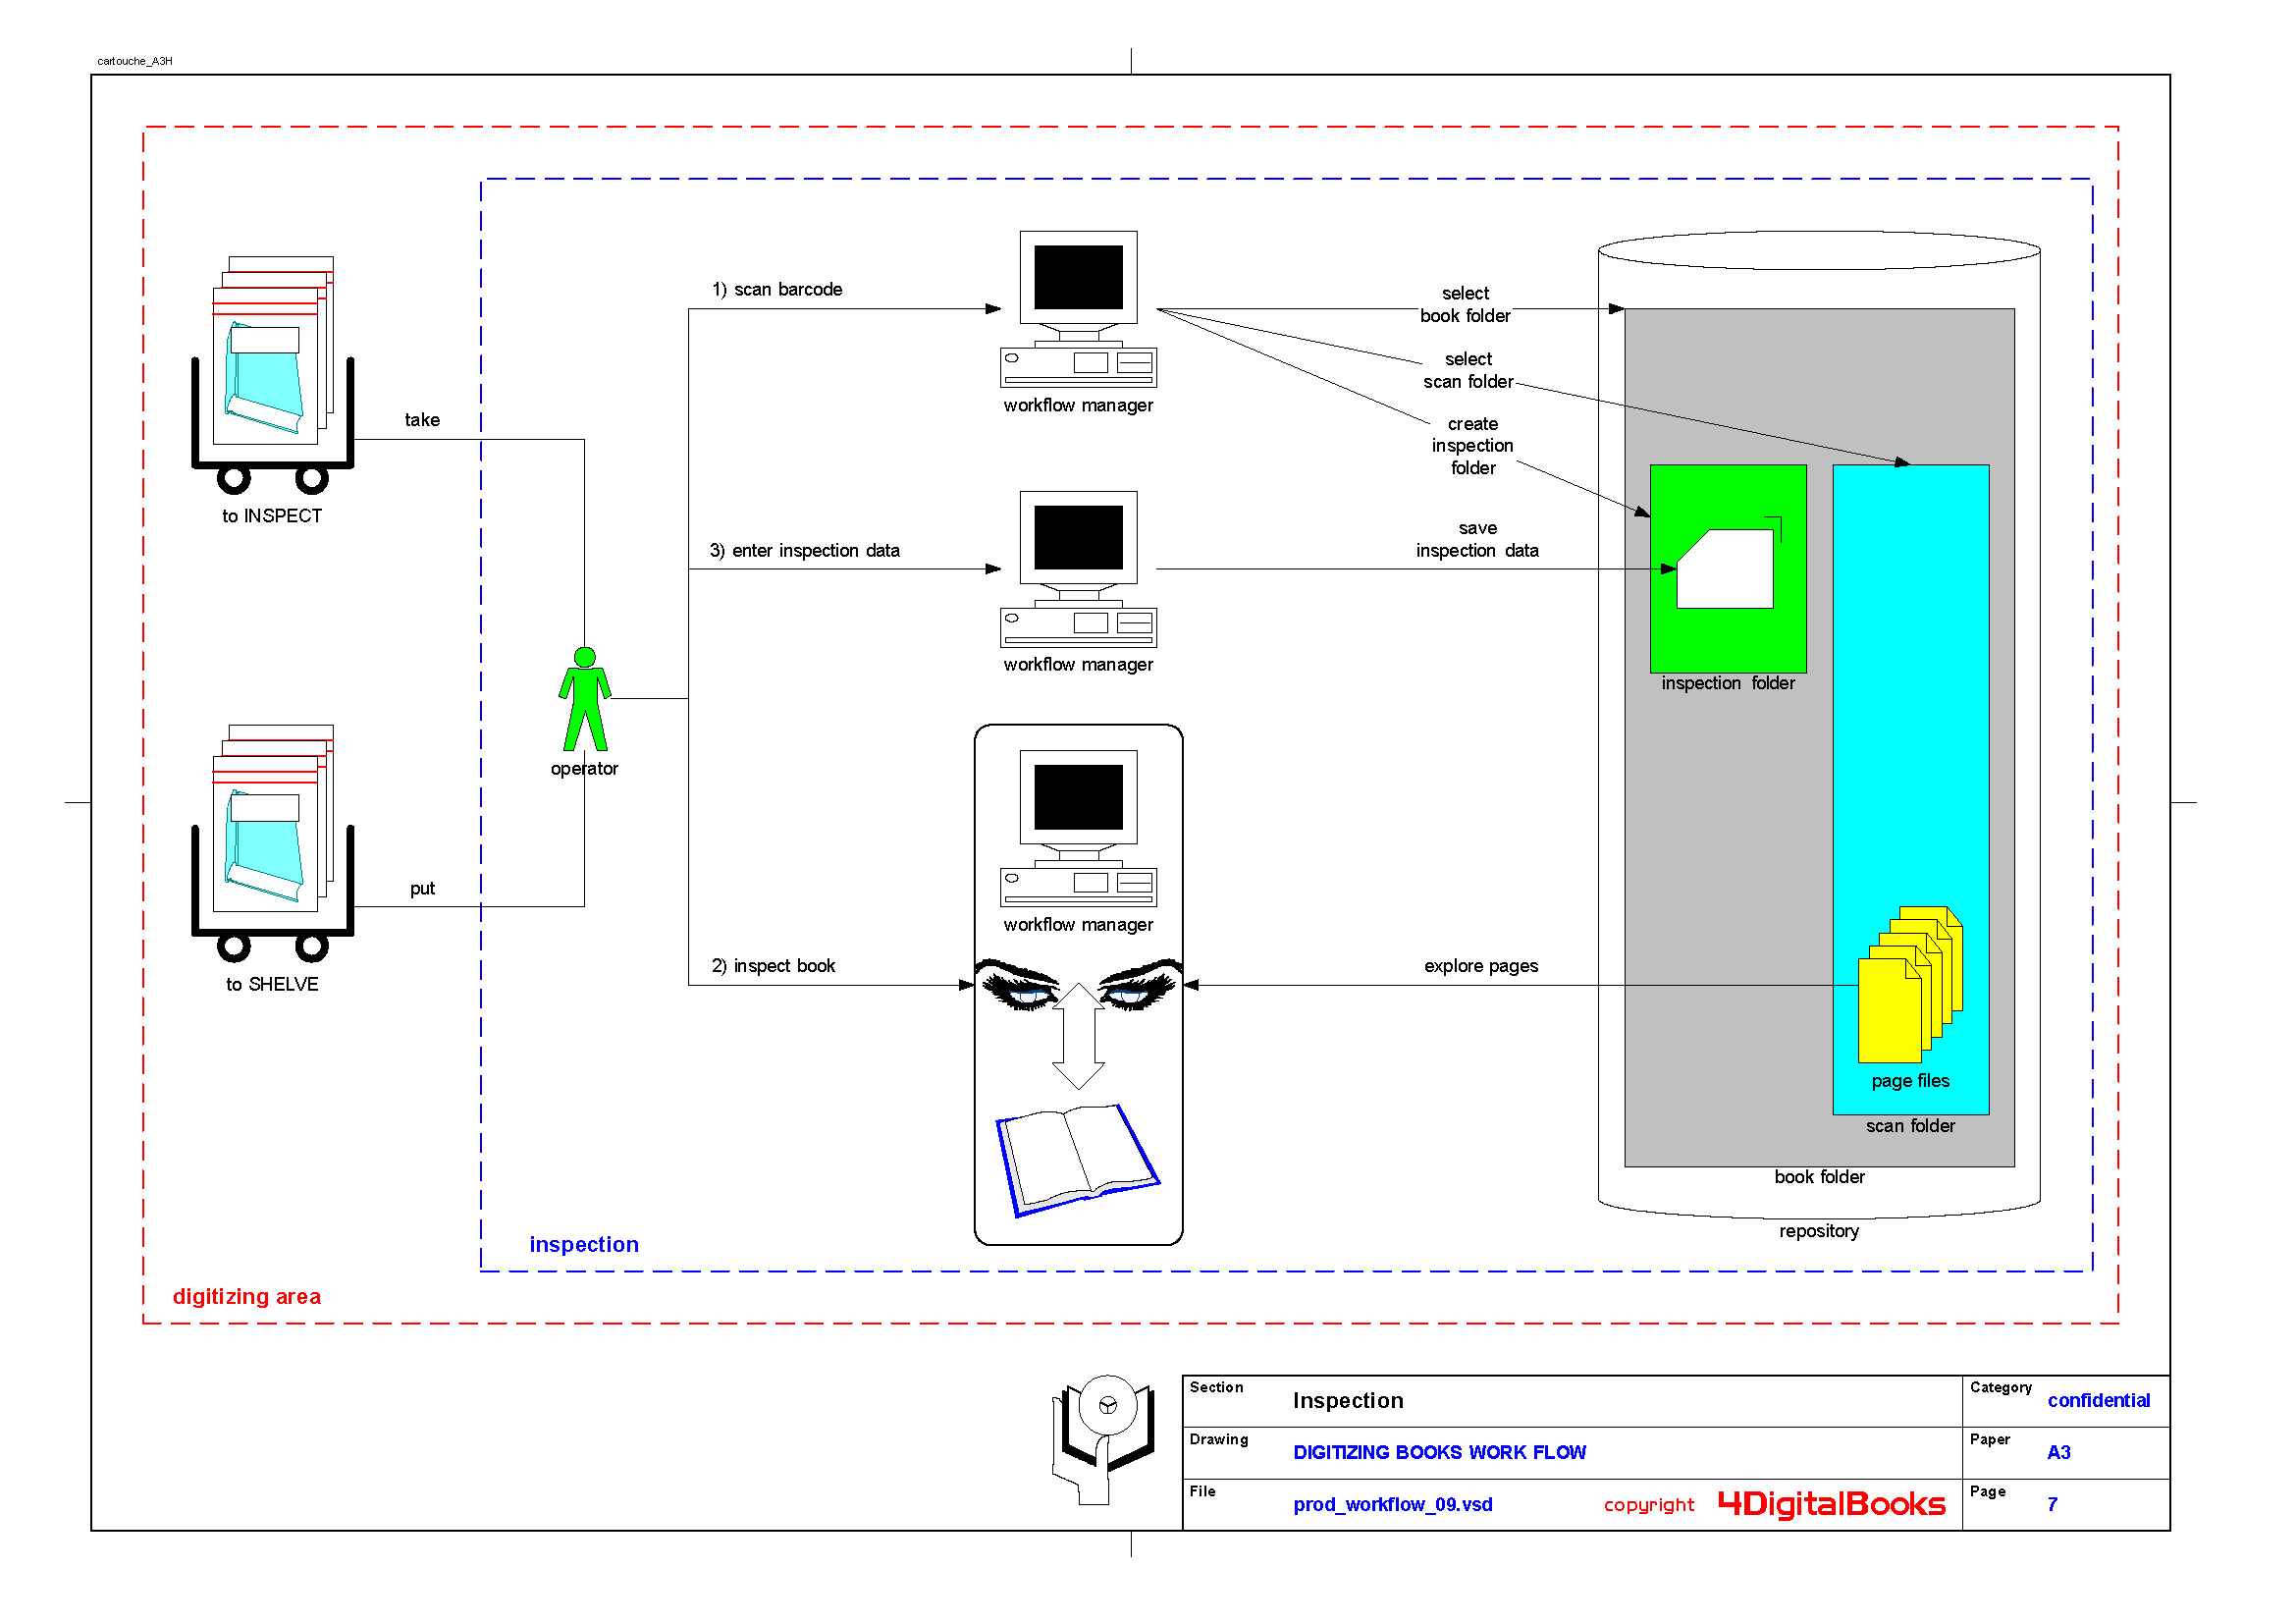 cartouche_A3H
1) scan barcode
select
book folder
select
scan folder
take
workflow manager
create
inspection
folder
to INSPECT
save
inspection data
3) enter inspection data
workflow manager
inspection folder
operator
put
workflow manager
2) inspect book
explore pages
to SHELVE
page files
scan folder
book folder
repository
inspection
digitizing area
Section
Inspection
Category
confidential
Drawing
DIGITIZING BOOKS WORK FLOW
Paper
A3
File
prod_workflow_09.vsd
copyright 4DigitalBooks
Page
7